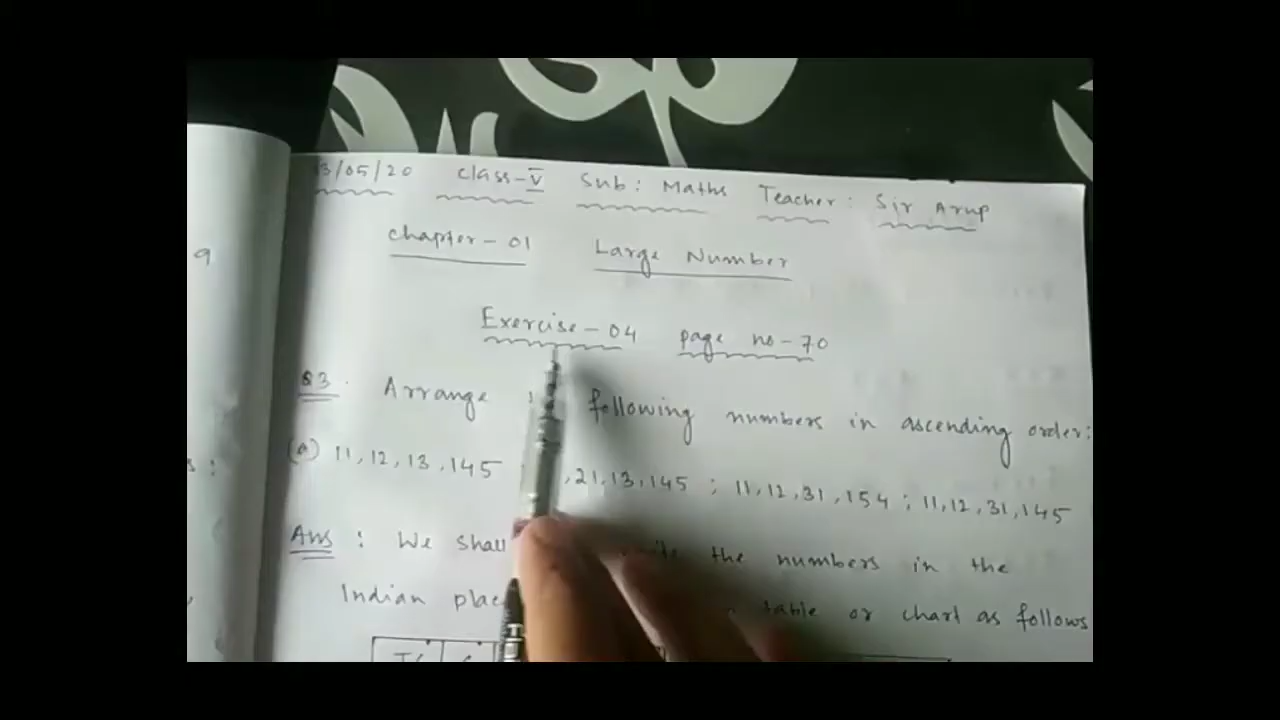 9
3/05/20 Class-V Sub: Maths Teacher: Sir Arup
Chapter-01 Large Number
Exercise-04 page no-70
Q3. Arrange following numbers in ascending order:
(a) 11,12,13,145 ,21,13,145 ; 11,12,31,154 ; 11,12,31,145
Ans: We shall the numbers in the
Indian table or chart as follows